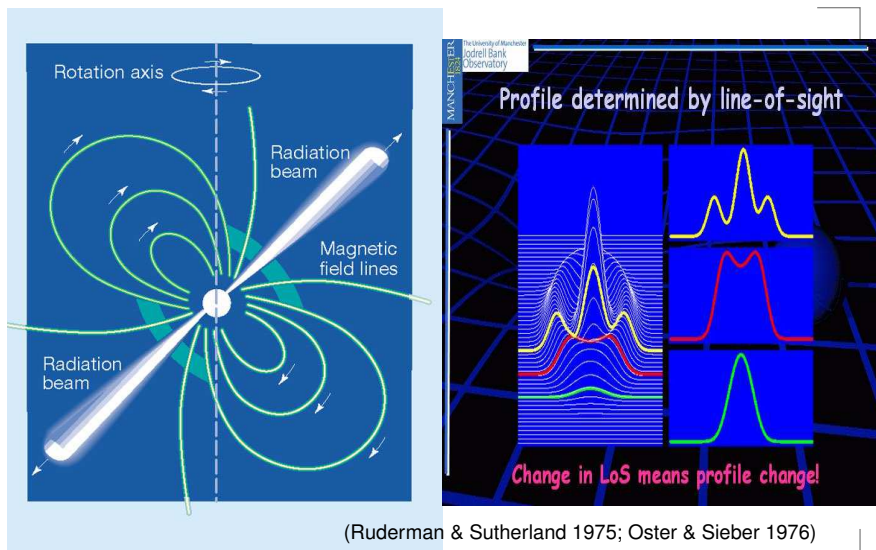 Rotation axis
Radiation
beam
Magnetic
field lines
Radiation
beam
MANCHESTER
1824
The University of Manchester
Jodrell Bank
Observatory
Profile determined by line-of-sight
Change in LoS means profile change!
(Ruderman & Sutherland 1975; Oster & Sieber 1976)